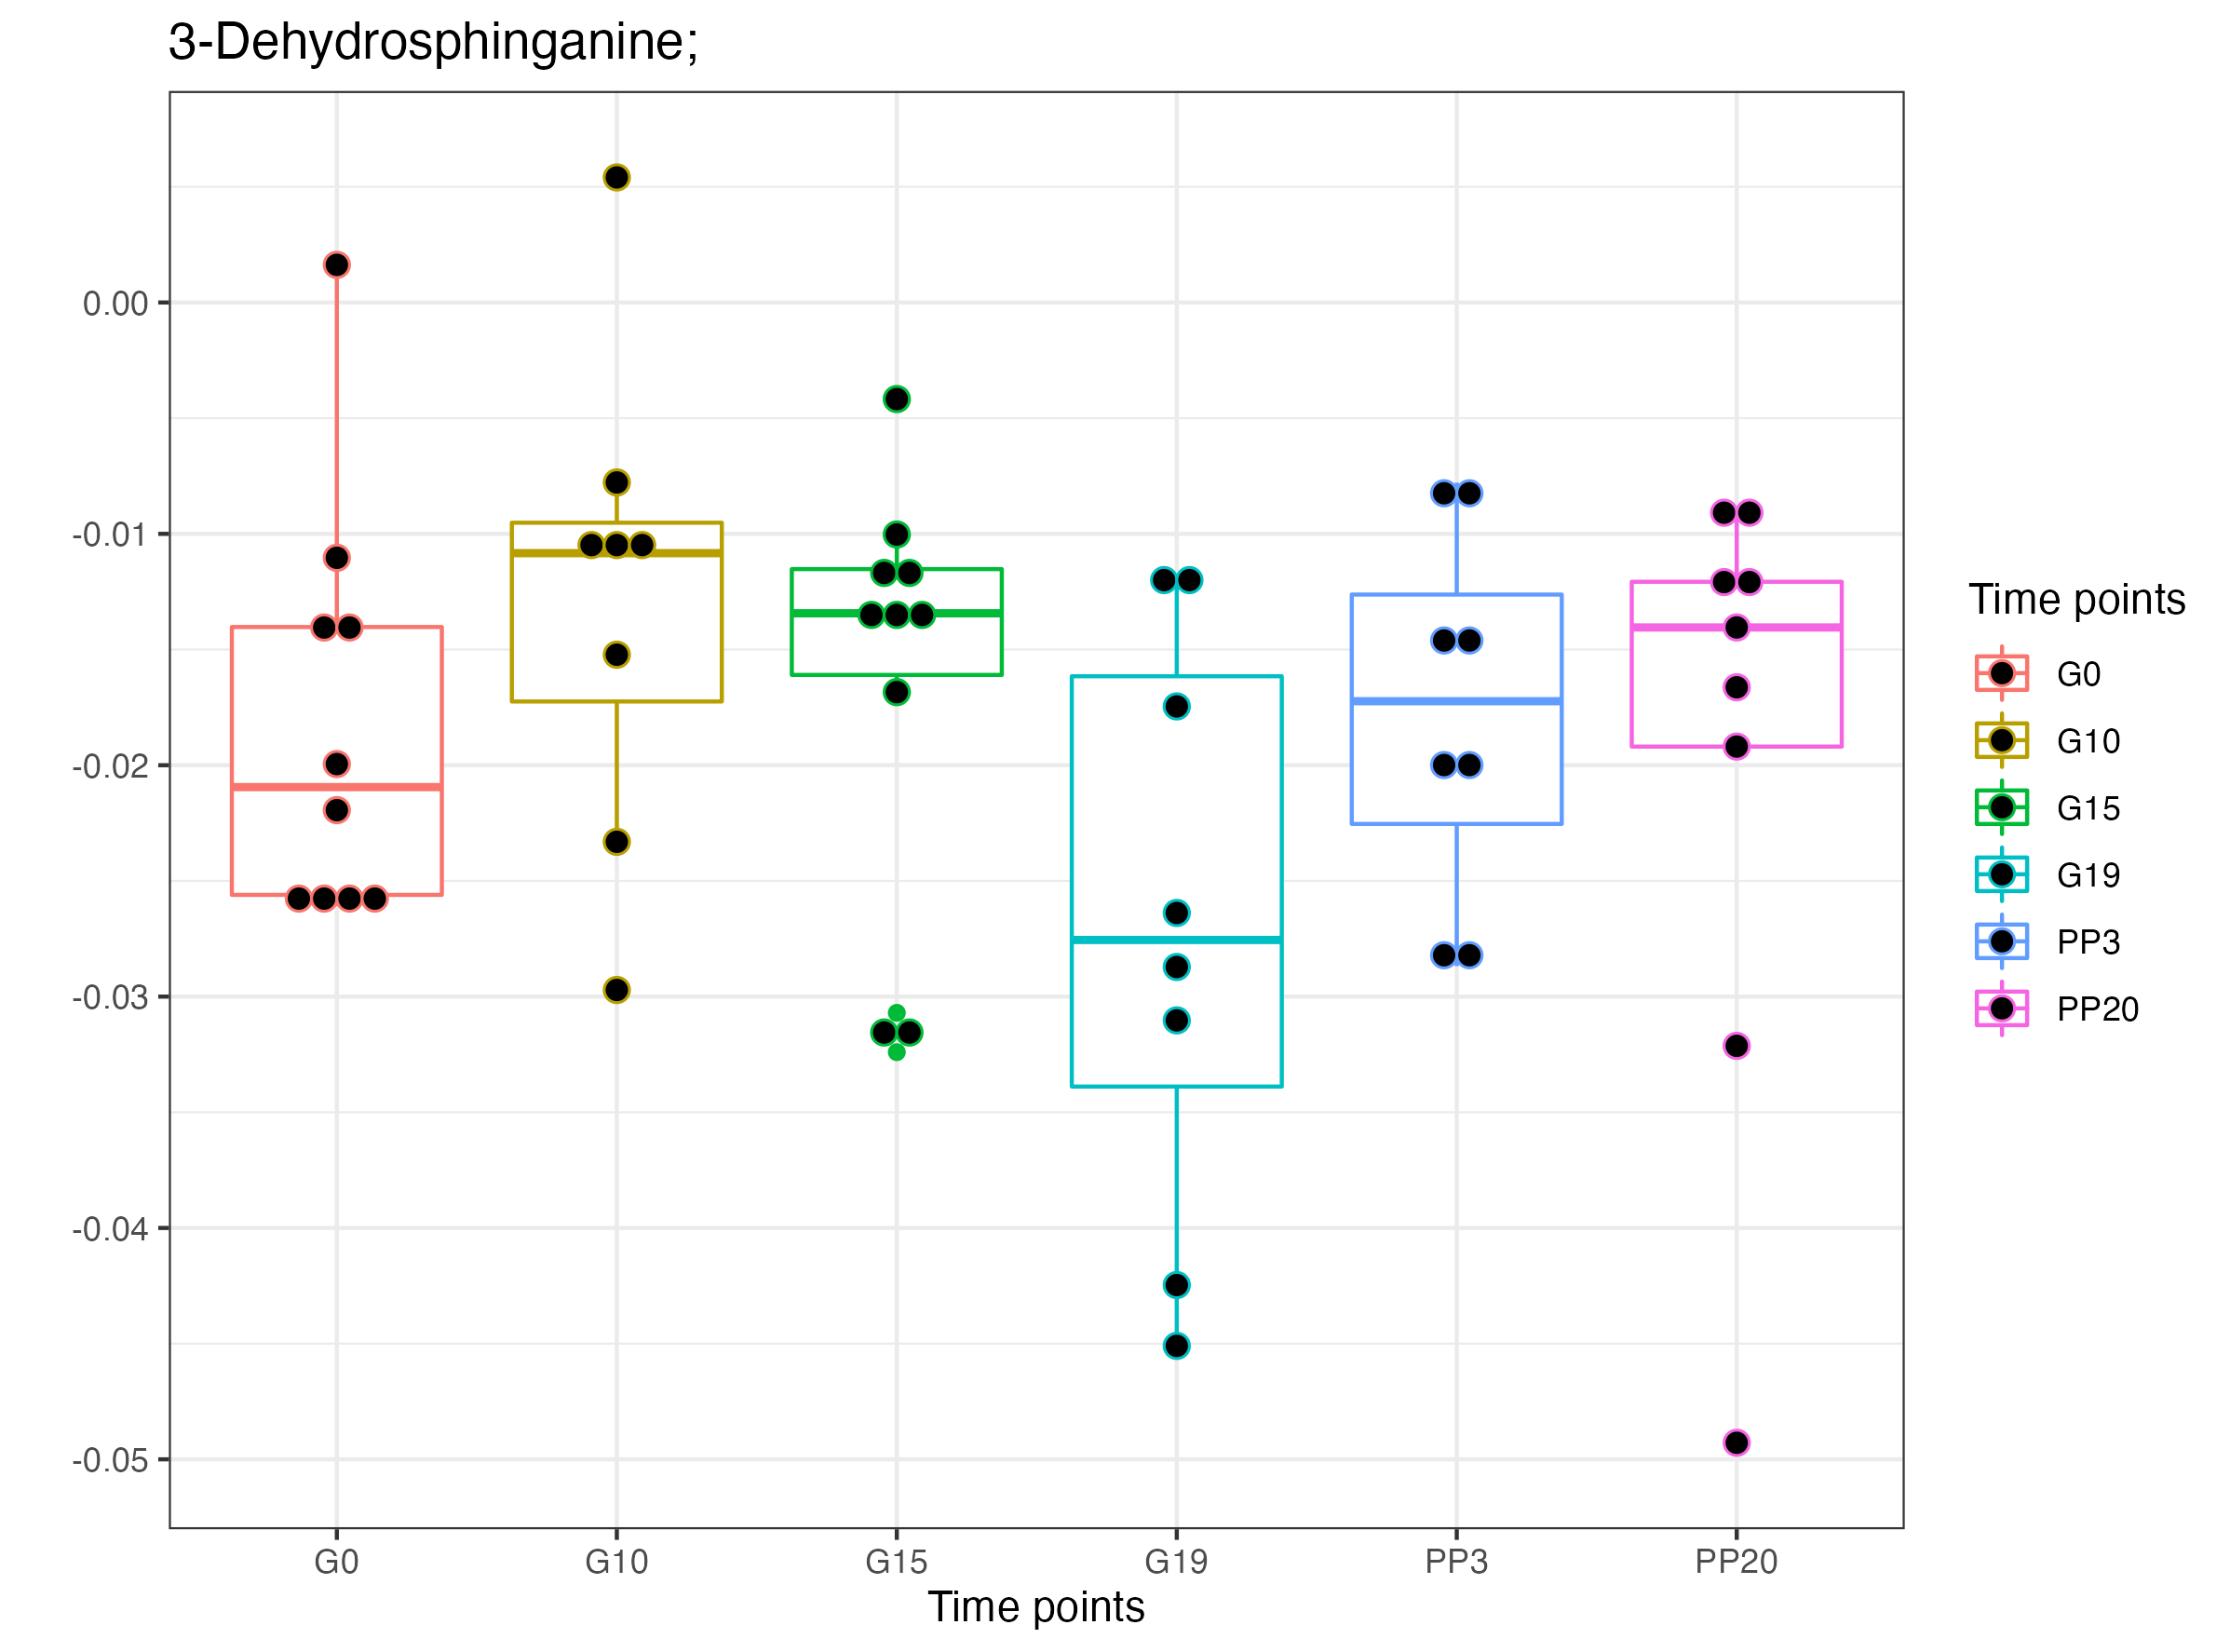 3-Dehydrosphinganine;
0.00
-0.01
-0.02
-0.03
-0.04
-0.05
G0 G10 G15 G19 PP3 PP20
Time points
Time points
G0
G10
G15
G19
PP3
PP20